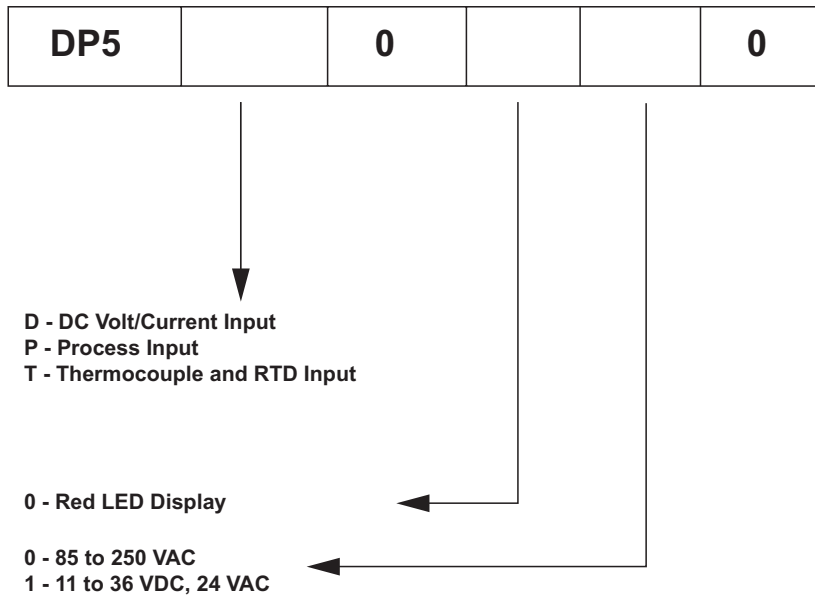 DP5 0 0
D - DC Volt/Current Input
P - Process Input
T - Thermocouple and RTD Input
0 - Red LED Display
0 - 85 to 250 VAC
1 - 11 to 36 VDC, 24 VAC